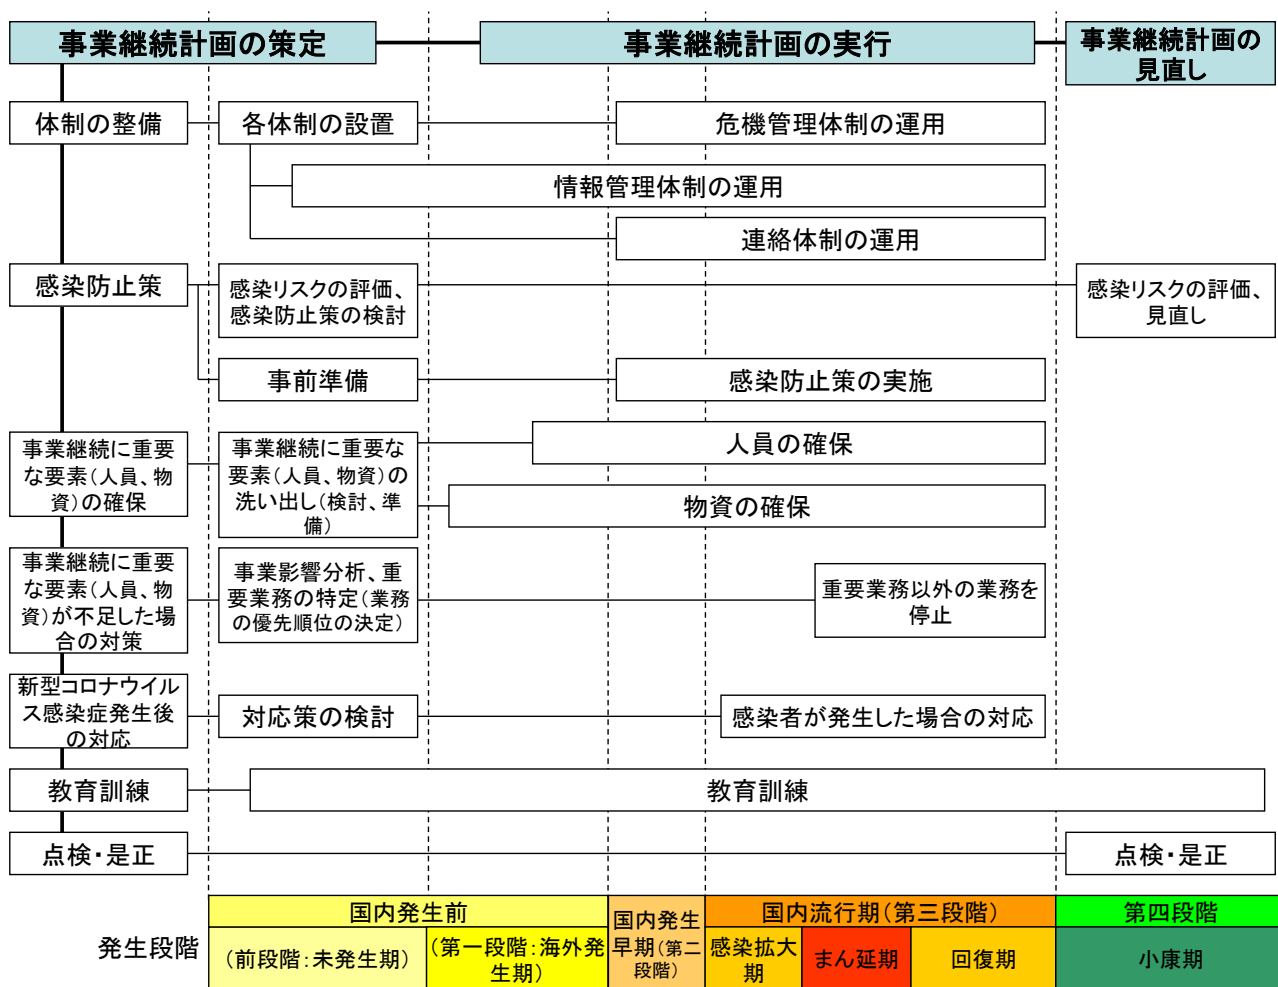 事業継続計画の策定
事業継続計画の実行
事業継続計画の
見直し
体制の整備
各体制の設置
危機管理体制の運用
情報管理体制の運用
連絡体制の運用
感染防止策
感染リスクの評価、
感染防止策の検討
感染リスクの評価、
見直し
事前準備
感染防止策の実施
事業継続に重要
な要素(人員、物
資)の確保
事業継続に重要な
要素(人員、物資)の
洗い出し(検討、準
備)
人員の確保
物資の確保
事業継続に重要
な要素(人員、物
資)が不足した場
合の対策
事業影響分析、重
要業務の特定(業務
の優先順位の決定)
重要業務以外の業務を
停止
新型コロナウイル
ス感染症発生後
の対応
対応策の検討
感染者が発生した場合の対応
教育訓練
教育訓練
点検・是正
点検・是正
発生段階
国内発生前
(前段階:未発生期)
(第一段階:海外発
生期)
国内発生
早期(第二
段階)
国内流行期(第三段階)
感染拡大
期
まん延期
回復期
第四段階
小康期